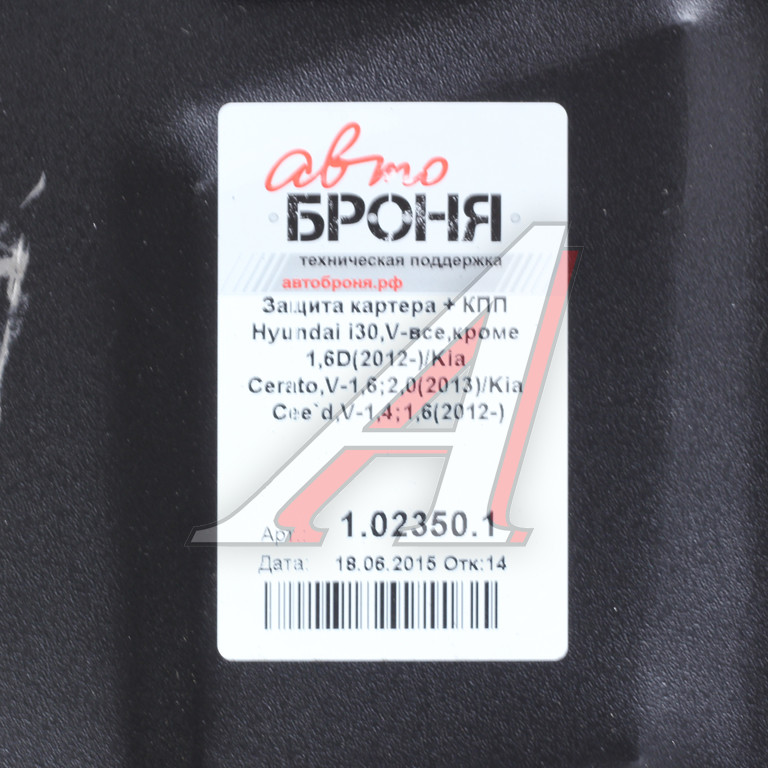 авто
БРОНЯ
техническая поддержка
автоброня.рф
Защита картера + КПП
Hyundai i30,V-все,кроме
1,6D(2012-)/Kia
Cerato,V-1,6;2,0(2013)/Kia
Cee`d,V-1,4;1,6(2012-)
Арт.: 1.02350.1
Дата: 18.06.2015 Отк:14